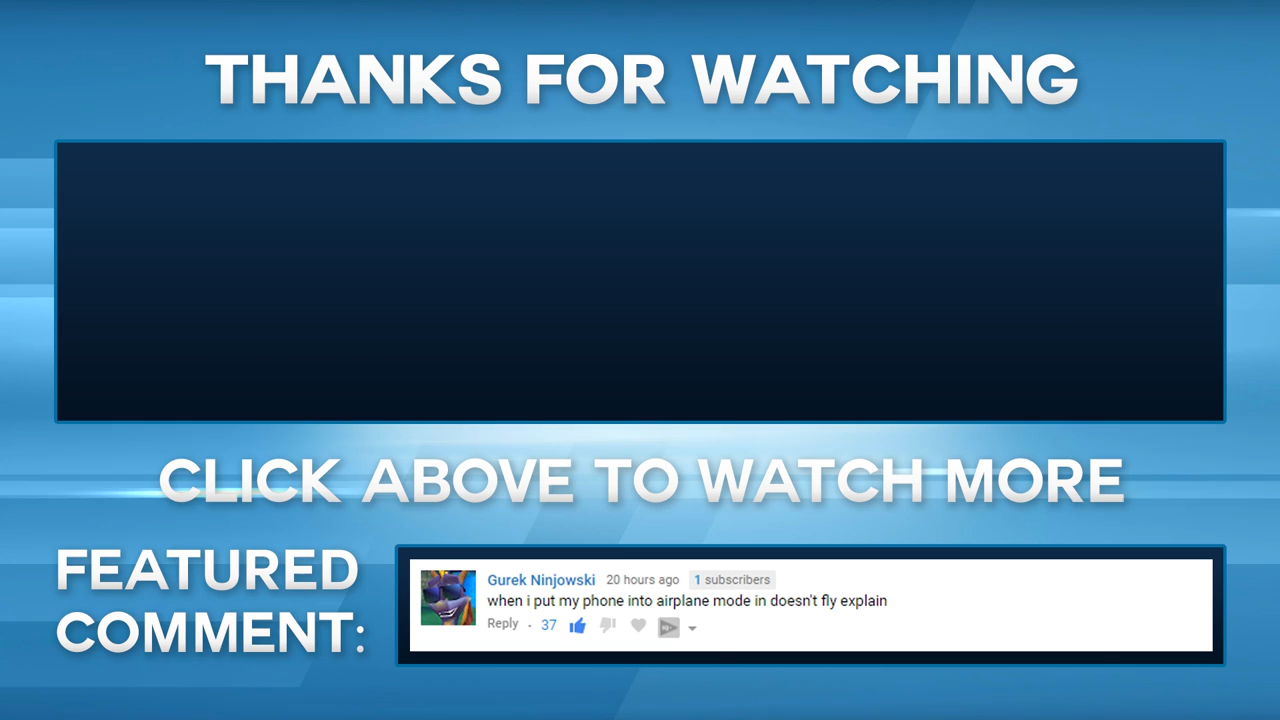 THANKS FOR WATCHING
CLICK ABOVE TO WATCH MORE
FEATURED
COMMENT:
Gurek Ninjowski 20 hours ago 1 subscribers
when i put my phone into airplane mode in doesn't fly explain
Reply · 37